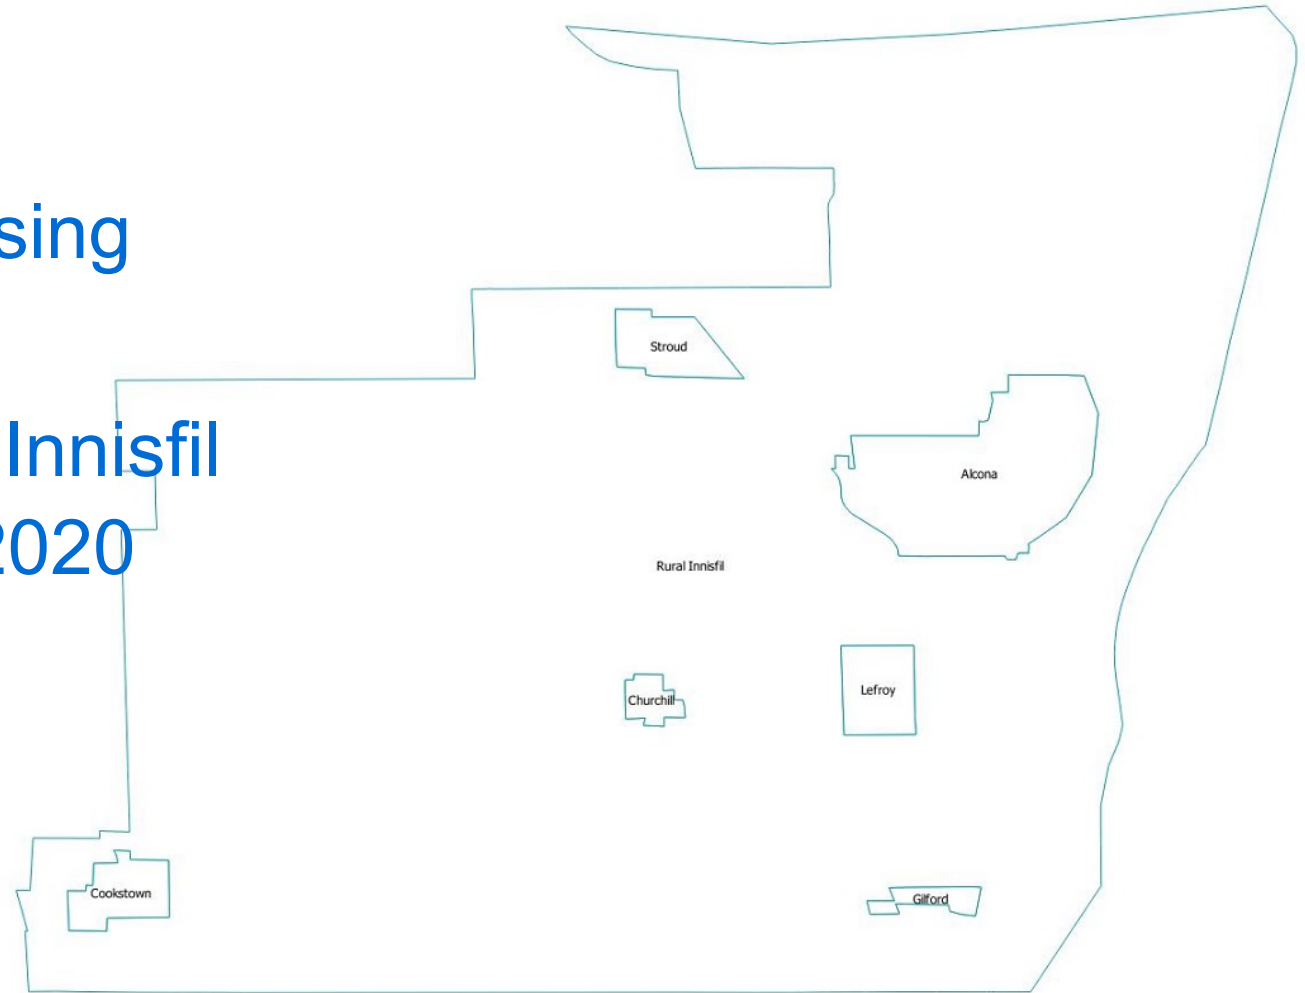 sing
Innisfil
2020
Stroud
Alcona
Rural Innisfil
Churchill
Lefroy
Cookstown
Gilford